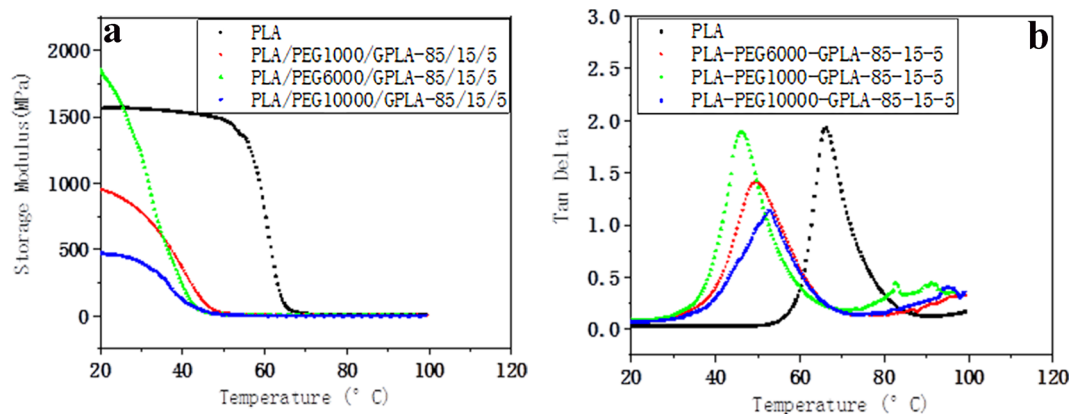 a
PLA
PLA/PEG1000/GPLA-85/15/5
PLA/PEG6000/GPLA-85/15/5
PLA/PEG10000/GPLA-85/15/5
Storage Modulus(MPa)
2000
1500
1000
500
0
20 40 60 80 100 120
Temperature (° C)
b
PLA
PLA-PEG6000-GPLA-85-15-5
PLA-PEG1000-GPLA-85-15-5
PLA-PEG10000-GPLA-85-15-5
Tan Delta
3.0
2.5
2.0
1.5
1.0
0.5
0.0
20 40 60 80 100 120
Temperature (° C)